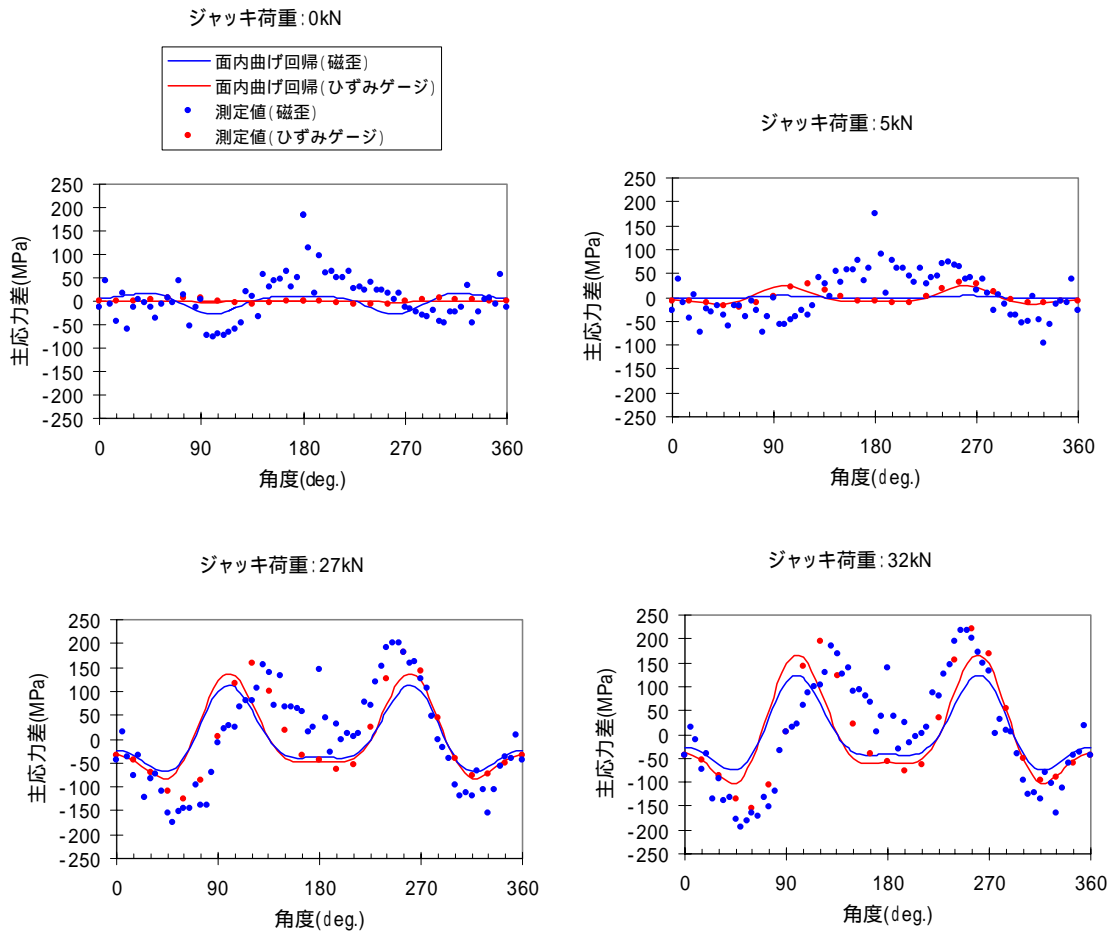 ジャッキ荷重:0kN
面内曲げ回帰(磁歪)
面内曲げ回帰(ひずみゲージ)
測定値(磁歪)
測定値(ひずみゲージ)
主応力差(MPa)
250
200
150
100
50
0
-50
-100
-150
-200
-250
0 90 180 270 360
角度(deg.)
ジャッキ荷重:5kN
主応力差(MPa)
250
200
150
100
50
0
-50
-100
-150
-200
-250
0 90 180 270 360
角度(deg.)
ジャッキ荷重:27kN
主応力差(MPa)
250
200
150
100
50
0
-50
-100
-150
-200
-250
0 90 180 270 360
角度(deg.)
ジャッキ荷重:32kN
主応力差(MPa)
250
200
150
100
50
0
-50
-100
-150
-200
-250
0 90 180 270 360
角度(deg.)